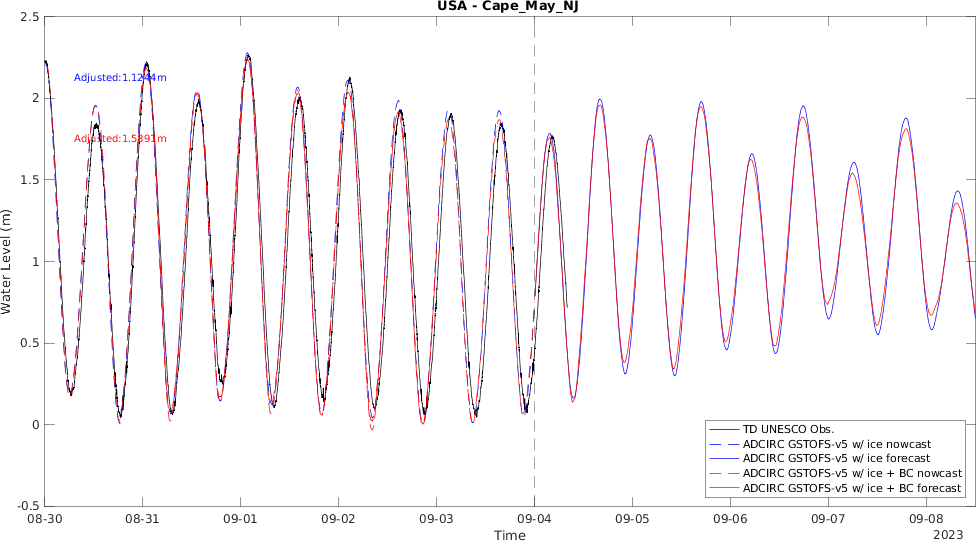 USA - Cape_May_NJ
2.5
2
1.5
1
0.5
0
-0.5
Water Level (m)
Adjusted:1.1244m
Adjusted:1.5891m
TD UNESCO Obs.
ADCIRC GSTOFS-v5 w/ ice nowcast
ADCIRC GSTOFS-v5 w/ ice forecast
ADCIRC GSTOFS-v5 w/ ice + BC nowcast
ADCIRC GSTOFS-v5 w/ ice + BC forecast
08-30 08-31 09-01 09-02 09-03 09-04 09-05 09-06 09-07 09-08
Time
2023